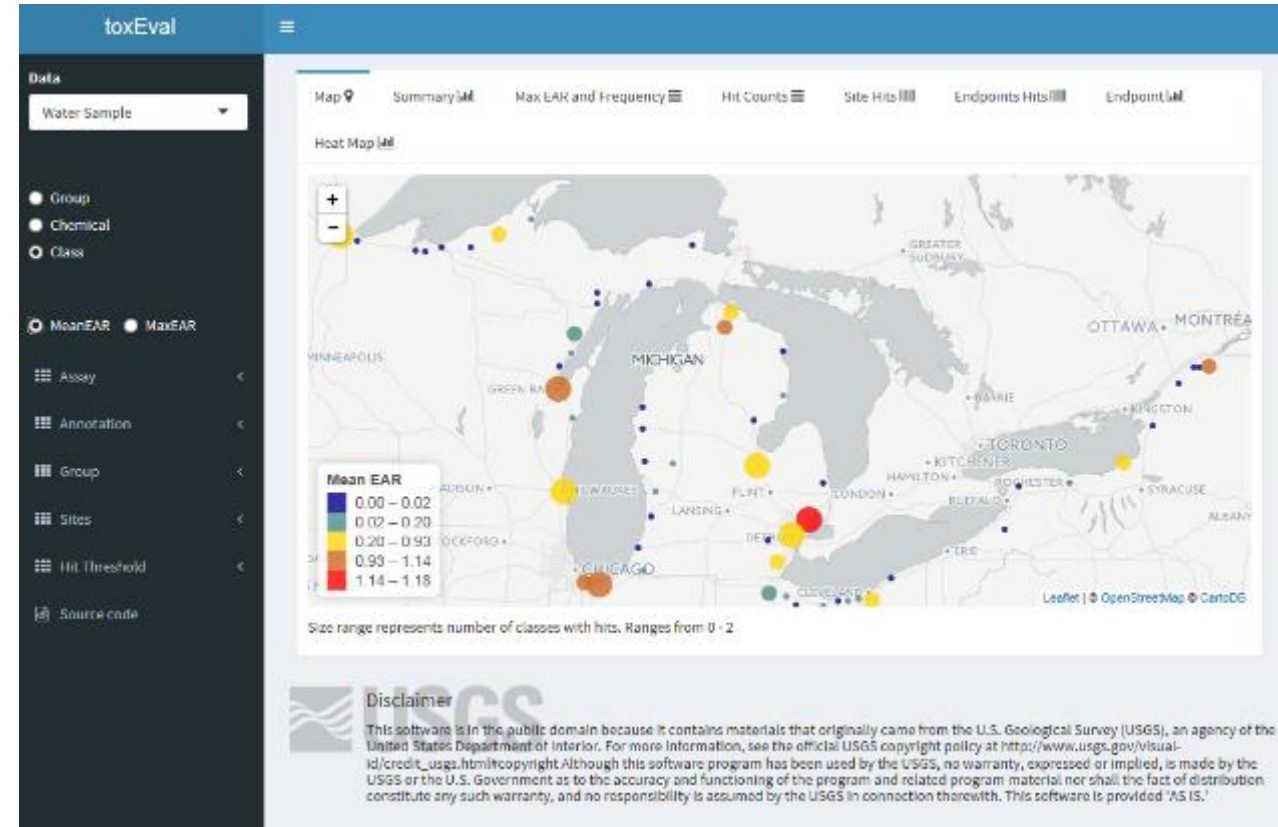 toxEval
Data
Water Sample
Group
Chemical
Class
MeanEAR MaxEAR
Assay
Annotation
Group
Sites
Hit Threshold
Source code
Map Summary Max EAR and Frequency Hit Counts Site Hits Endpoints Hits Endpoint
Heat Map
+
−
GREATER
SUDBURY
OTTAWA MONTRÉA
MINNEAPOLIS
MICHIGAN
GREEN BA
BARRIE
KINGSTON
TORONTO
KITCHENER
HAMILTON
ROCHESTER
MILWAUKEE
FLINT
LONDON
BUFFALO
SYRACUSE
LANSING
ALBANY
DETRO
ERIE
CHICAGO
CLEVELAND
ADISON
OCKFORD
Mean EAR
0.00 – 0.02
0.02 – 0.20
0.20 – 0.93
0.93 – 1.14
1.14 – 1.18
Leaflet | © OpenStreetMap © CartoDB
Size range represents number of classes with hits. Ranges from 0 - 2
USGS
Disclaimer
This software is in the public domain because it contains materials that originally came from the U.S. Geological Survey (USGS), an agency of the
United States Department of Interior. For more information, see the official USGS copyright policy at http://www.usgs.gov/visual-
id/credit_usgs.html#copyright Although this software program has been used by the USGS, no warranty, expressed or implied, is made by the
USGS or the U.S. Government as to the accuracy and functioning of the program and related program material nor shall the fact of distribution
constitute any such warranty, and no responsibility is assumed by the USGS in connection therewith. This software is provided 'AS IS.'